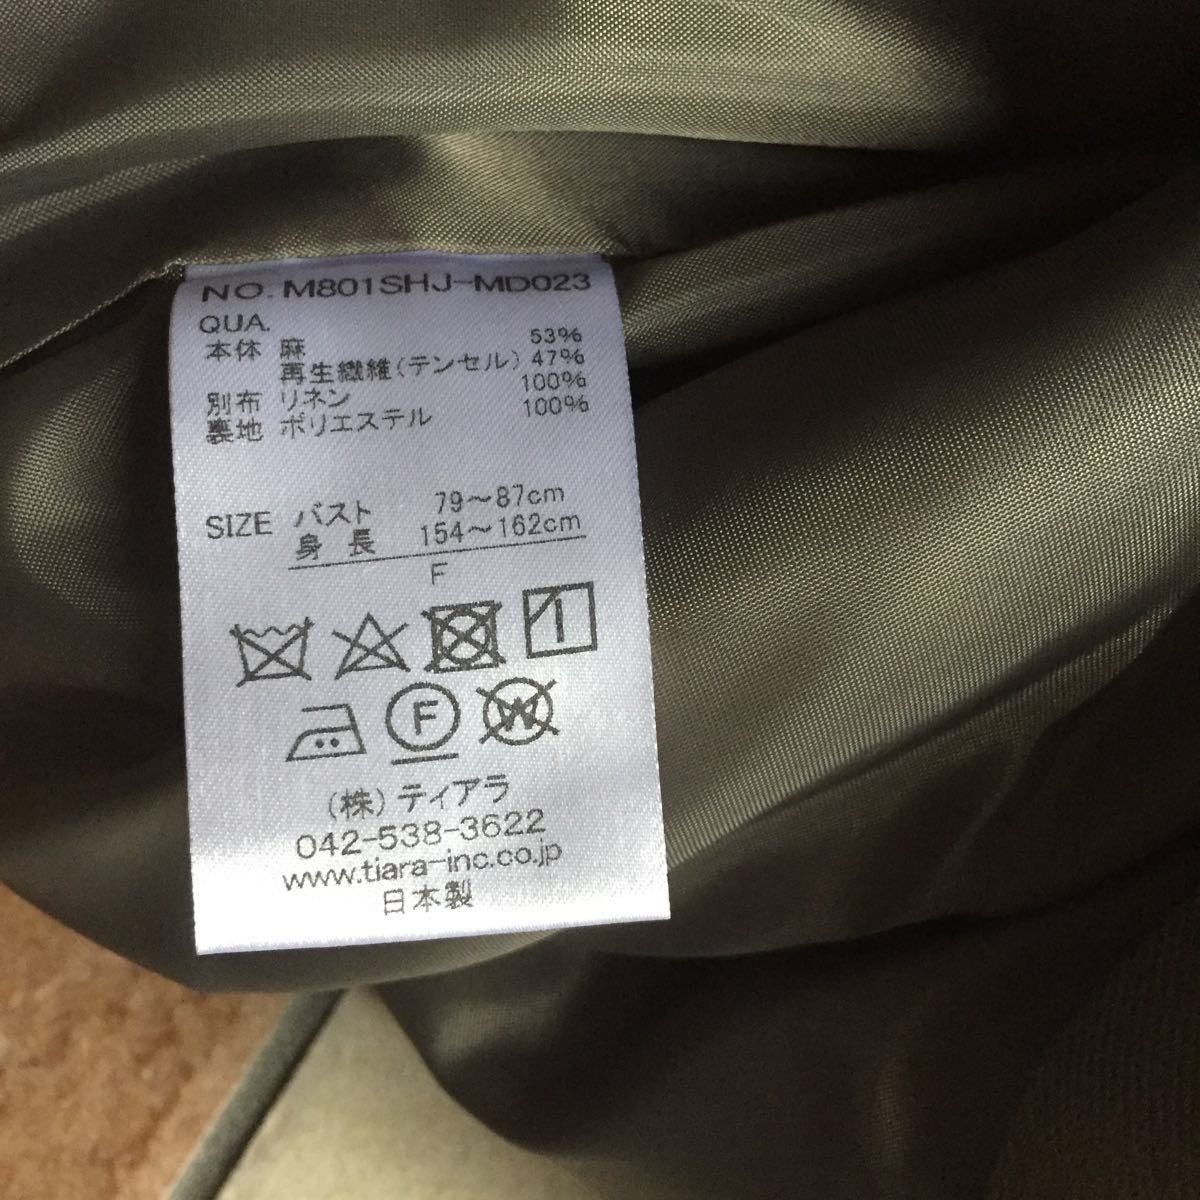 NO. M801SHJ-MD023
QUA.
本体 麻 53%
再生繊維(テンセル) 47%
別布 リネン 100%
裏地 ポリエステル 100%
SIZE バスト 79〜87cm
身長 154〜162cm
F
F W
(株)ティアラ
042-538-3622
www.tiara-inc.co.jp
日本製